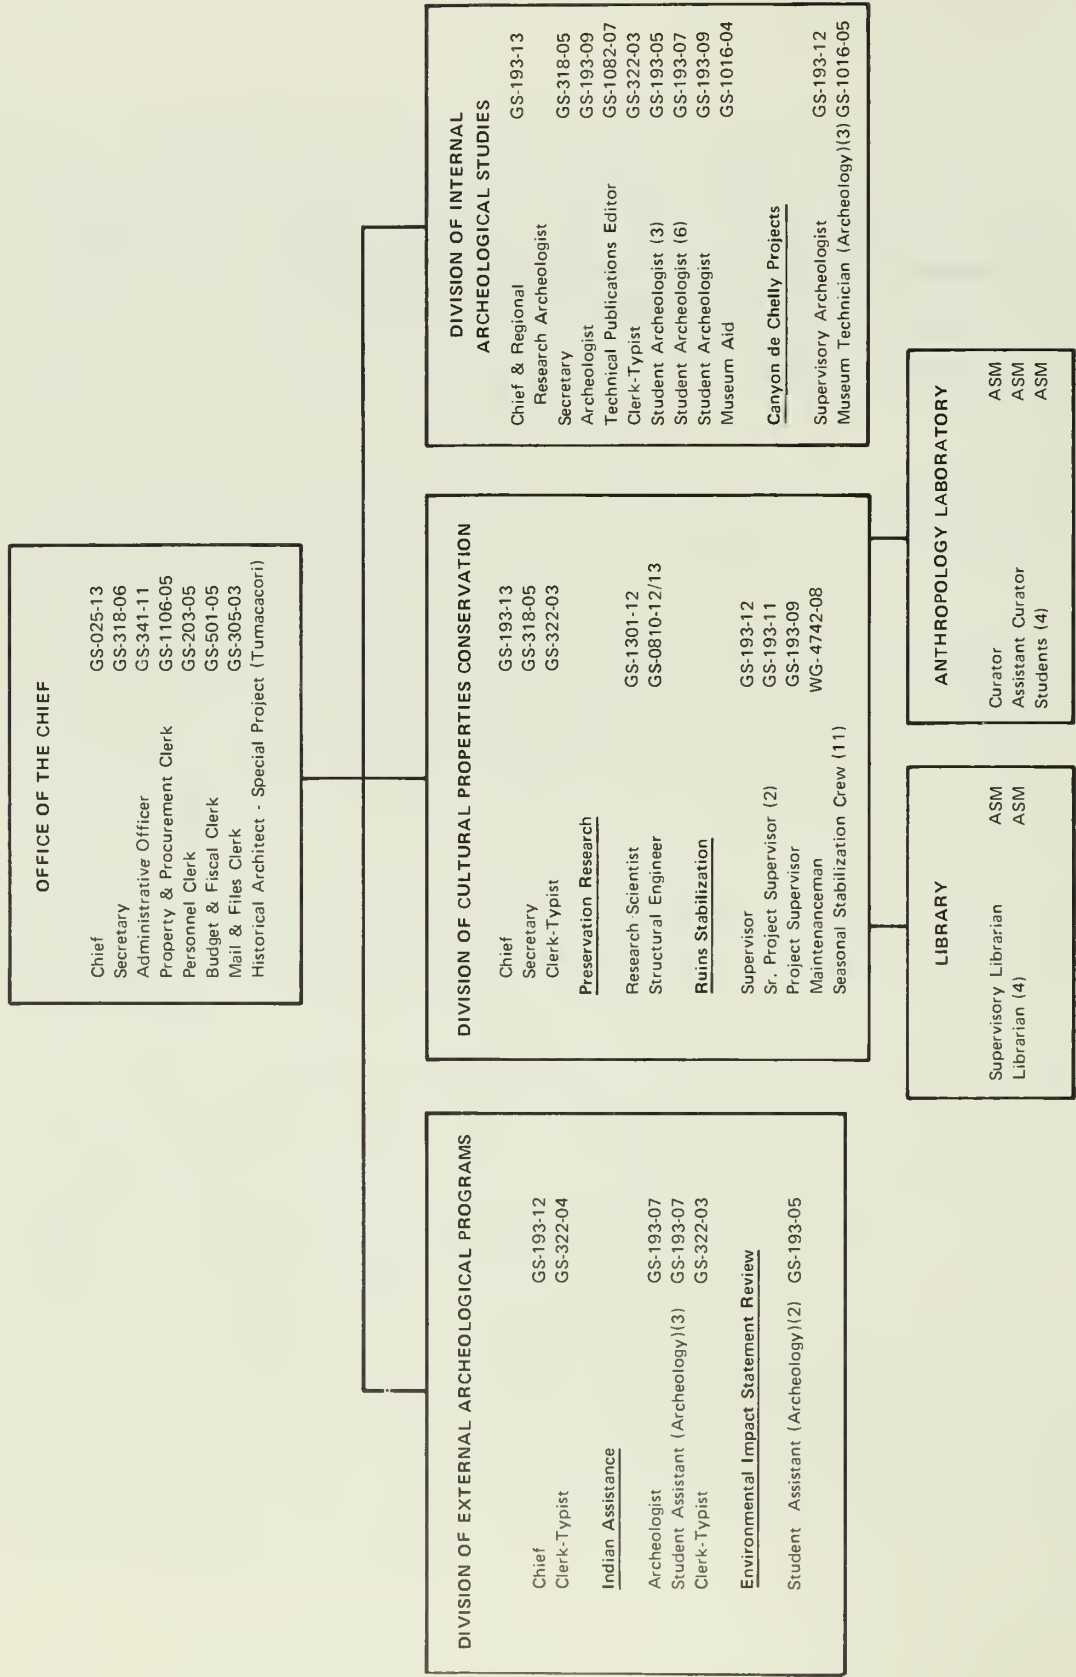 OFFICE OF THE CHIEF
Chief GS-025-13
Secretary GS-318-06
Administrative Officer GS-341-11
Property & Procurement Clerk GS-1106-05
Personnel Clerk GS-203-05
Budget & Fiscal Clerk GS-501-05
Mail & Files Clerk GS-305-03
Historical Architect - Special Project (Tumacacori)
DIVISION OF EXTERNAL ARCHEOLOGICAL PROGRAMS
Chief GS-193-12
Clerk-Typist GS-322-04
Indian Assistance
Archeologist GS-193-07
Student Assistant (Archeology)(3) GS-193-07
Clerk-Typist GS-322-03
Environmental Impact Statement Review
Student Assistant (Archeology)(2) GS-193-05
DIVISION OF CULTURAL PROPERTIES CONSERVATION
Chief GS-193-13
Secretary GS-318-05
Clerk-Typist GS-322-03
Preservation Research
Research Scientist GS-1301-12
Structural Engineer GS-0810-12/13
Ruins Stabilization
Supervisor GS-193-12
Sr. Project Supervisor (2) GS-193-11
Project Supervisor GS-193-09
Maintenanceman WG-4742-08
Seasonal Stabilization Crew (11)
DIVISION OF INTERNAL
ARCHEOLOGICAL STUDIES
Chief & Regional GS-193-13
Research Archeologist
Secretary GS-318-05
Archeologist GS-193-09
Technical Publications Editor GS-1082-07
Clerk-Typist GS-322-03
Student Archeologist (3) GS-193-05
Student Archeologist (6) GS-193-07
Student Archeologist GS-193-09
Museum Aid GS-1016-04
Canyon de Chelly Projects
Supervisory Archeologist GS-193-12
Museum Technician (Archeology)(3) GS-1016-05
LIBRARY
Supervisory Librarian ASM
Librarian (4) ASM
ANTHROPOLOGY LABORATORY
Curator ASM
Assistant Curator ASM
Students (4) ASM